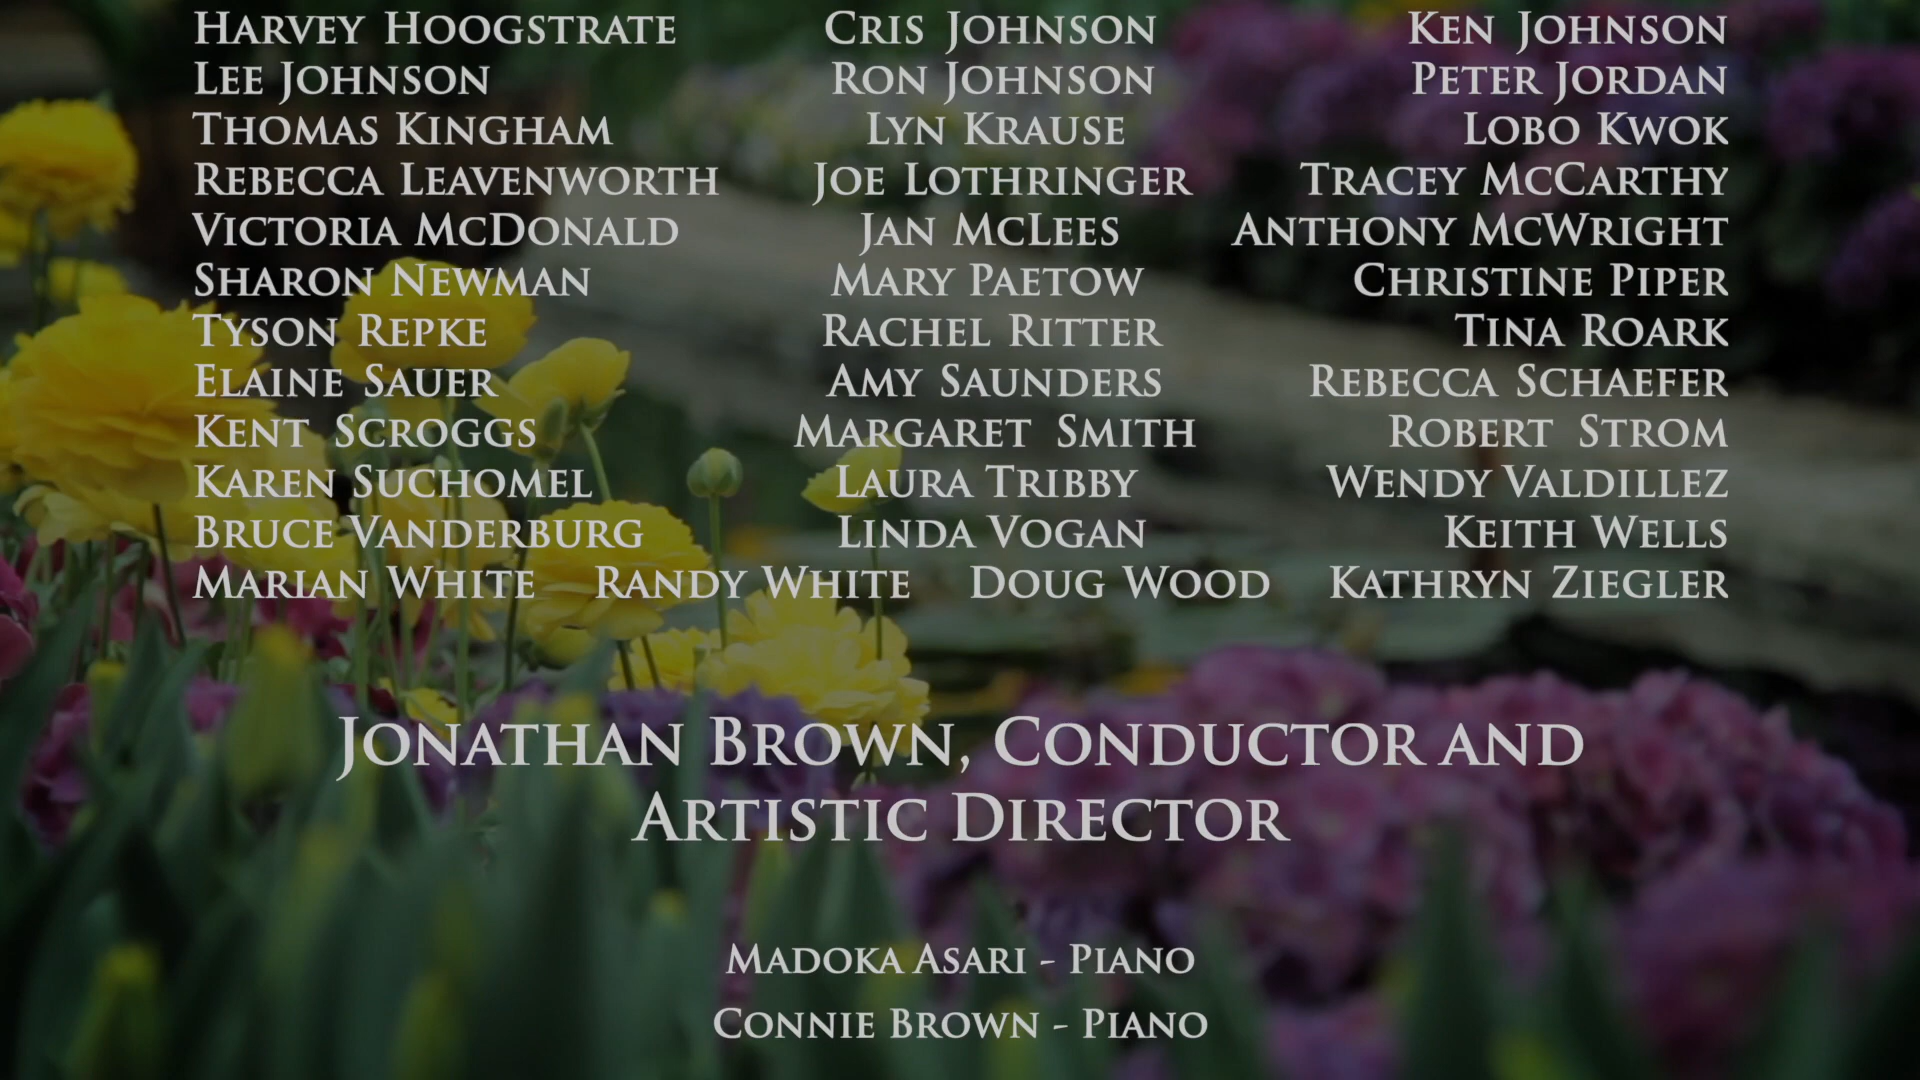 Harvey Hoogstrate Cris Johnson Ken Johnson
Lee Johnson Ron Johnson Peter Jordan
Thomas Kingham Lyn Krause Lobo Kwok
Rebecca Leavenworth Joe Lothringer Tracey McCarthy
Victoria McDonald Jan McLees Anthony McWright
Sharon Newman Mary Paetow Christine Piper
Tyson Repke Rachel Ritter Tina Roark
Elaine Sauer Amy Saunders Rebecca Schaefer
Kent Scroggs Margaret Smith Robert Strom
Karen Suchomel Laura Tribby Wendy Valdillez
Bruce Vanderburg Linda Vogan Keith Wells
Marian White Randy White Doug Wood Kathryn Ziegler
Jonathan Brown, Conductor and
Artistic Director
Madoka Asari - Piano
Connie Brown - Piano